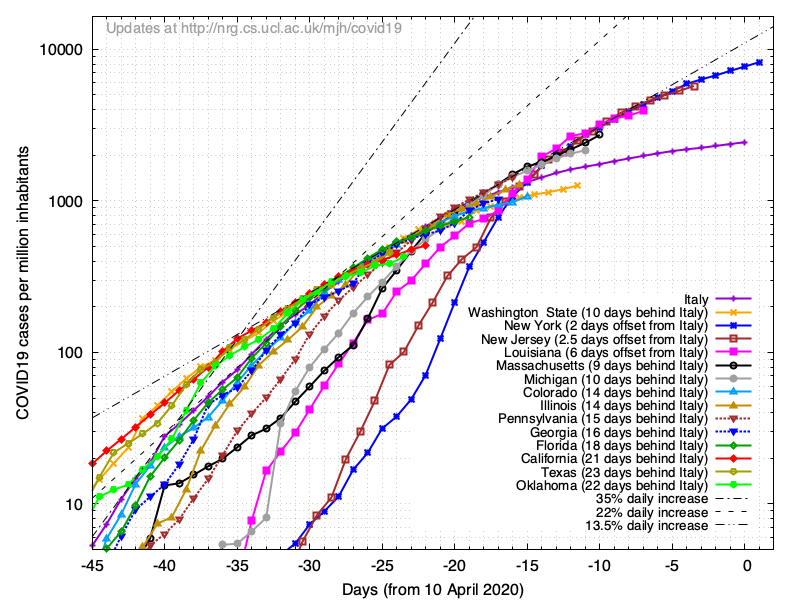 Updates at http://nrg.cs.ucl.ac.uk/mjh/covid19
10000
1000
100
10
COVID19 cases per million inhabitants
Italy
Washington State (10 days behind Italy)
New York (2 days offset from Italy)
New Jersey (2.5 days offset from Italy)
Louisiana (6 days offset from Italy)
Massachusetts (9 days behind Italy)
Michigan (10 days behind Italy)
Colorado (14 days behind Italy)
Illinois (14 days behind Italy)
Pennsylvania (15 days behind Italy)
Georgia (16 days behind Italy)
Florida (18 days behind Italy)
California (21 days behind Italy)
Texas (23 days behind Italy)
Oklahoma (22 days behind Italy)
35% daily increase
22% daily increase
13.5% daily increase
-45 -40 -35 -30 -25 -20 -15 -10 -5 0
Days (from 10 April 2020)